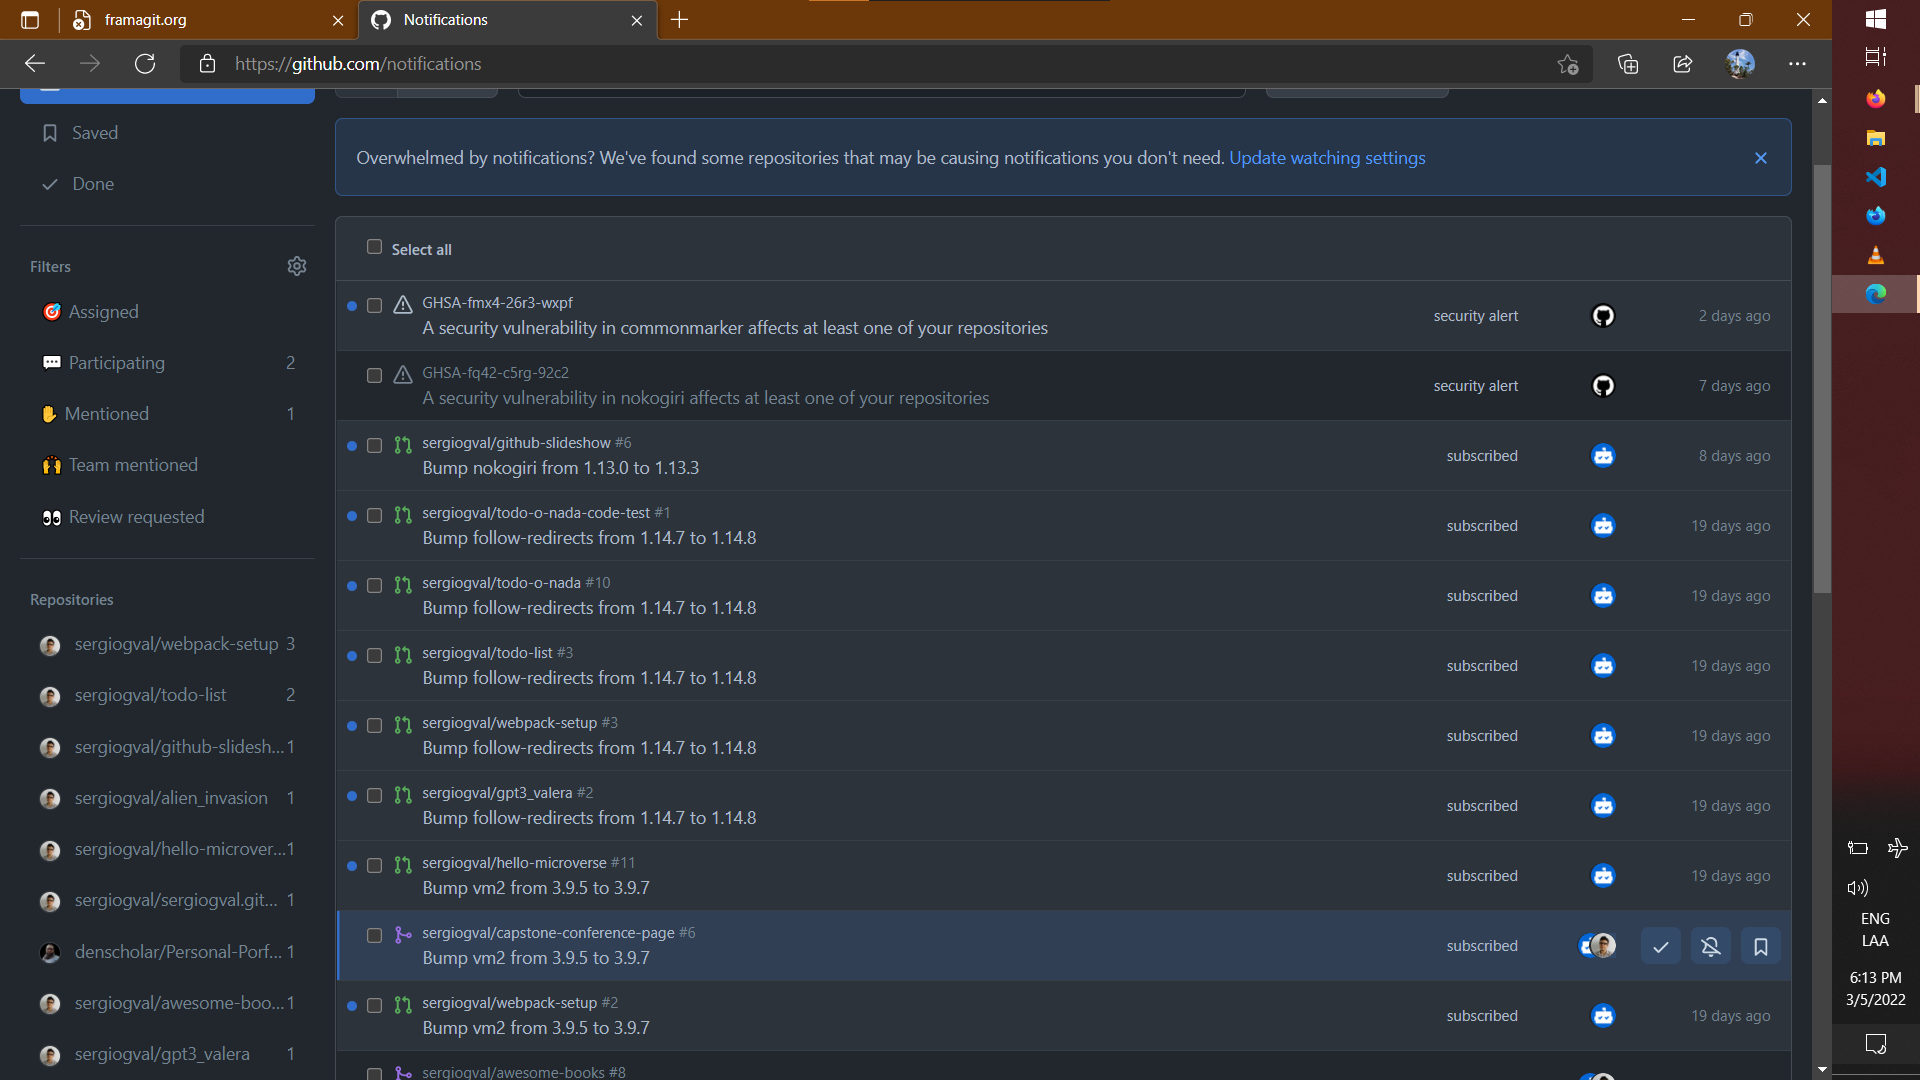 framagit.org
Notifications
https://github.com/notifications
Saved
Done
Filters
Assigned
Participating 2
Mentioned 1
Team mentioned
Review requested
Repositories
sergiogval/webpack-setup 3
sergiogval/todo-list 2
sergiogval/github-slidesh... 1
sergiogval/alien_invasion 1
sergiogval/hello-microver... 1
sergiogval/sergiogval.git... 1
denscholar/Personal-Porf... 1
sergiogval/awesome-boo... 1
sergiogval/gpt3_valera 1
Overwhelmed by notifications? We've found some repositories that may be causing notifications you don't need. Update watching settings
Select all
GHSA-fmx4-26r3-wxpf
A security vulnerability in commonmarker affects at least one of your repositories
security alert
2 days ago
GHSA-fq42-c5rg-92c2
A security vulnerability in nokogiri affects at least one of your repositories
security alert
7 days ago
sergiogval/github-slideshow #6
Bump nokogiri from 1.13.0 to 1.13.3
subscribed
8 days ago
sergiogval/todo-o-nada-code-test #1
Bump follow-redirects from 1.14.7 to 1.14.8
subscribed
19 days ago
sergiogval/todo-o-nada #10
Bump follow-redirects from 1.14.7 to 1.14.8
subscribed
19 days ago
sergiogval/todo-list #3
Bump follow-redirects from 1.14.7 to 1.14.8
subscribed
19 days ago
sergiogval/webpack-setup #3
Bump follow-redirects from 1.14.7 to 1.14.8
subscribed
19 days ago
sergiogval/gpt3_valera #2
Bump follow-redirects from 1.14.7 to 1.14.8
subscribed
19 days ago
sergiogval/hello-microverse #11
Bump vm2 from 3.9.5 to 3.9.7
subscribed
19 days ago
sergiogval/capstone-conference-page #6
Bump vm2 from 3.9.5 to 3.9.7
subscribed
sergiogval/webpack-setup #2
Bump vm2 from 3.9.5 to 3.9.7
subscribed
19 days ago
sergiogval/awesome-books #8
ENG
LAA
6:13 PM
3/5/2022